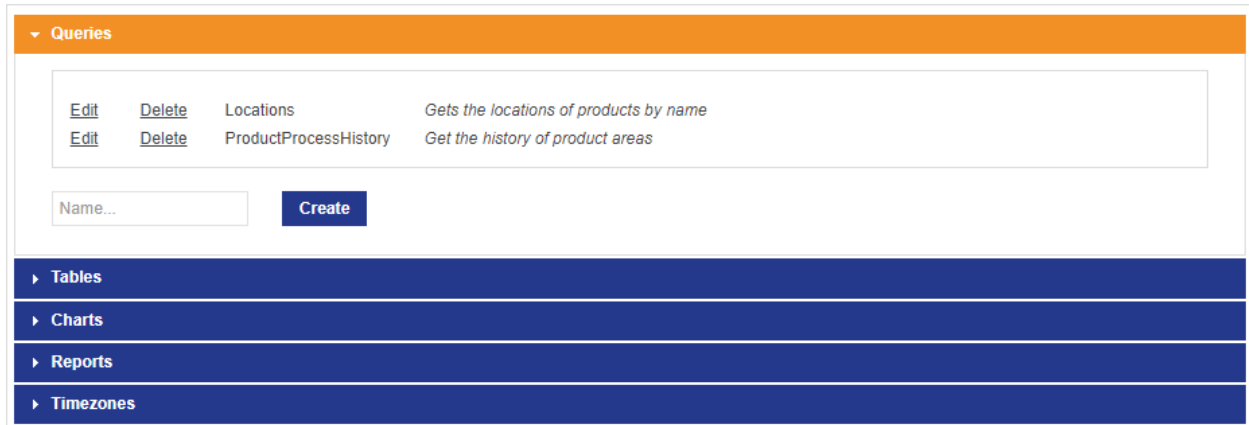 Queries
Edit Delete Locations Gets the locations of products by name
Edit Delete ProductProcessHistory Get the history of product areas
Name... Create
Tables
Charts
Reports
Timezones